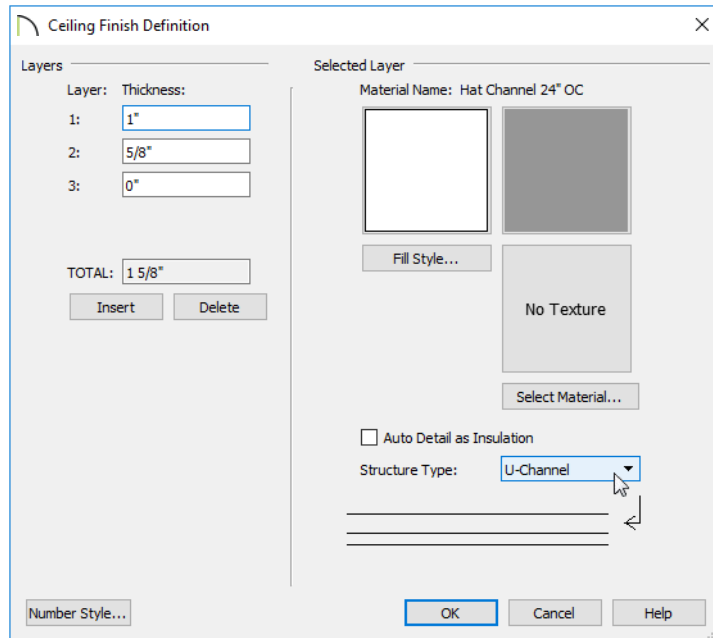 Ceiling Finish Definition
Layers
Layer: Thickness:
1: 1"
2: 5/8"
3: 0"
TOTAL: 1 5/8"
Insert Delete
Selected Layer
Material Name: Hat Channel 24" OC
Fill Style...
No Texture
Select Material...
Auto Detail as Insulation
Structure Type: U-Channel
Number Style...
OK Cancel Help